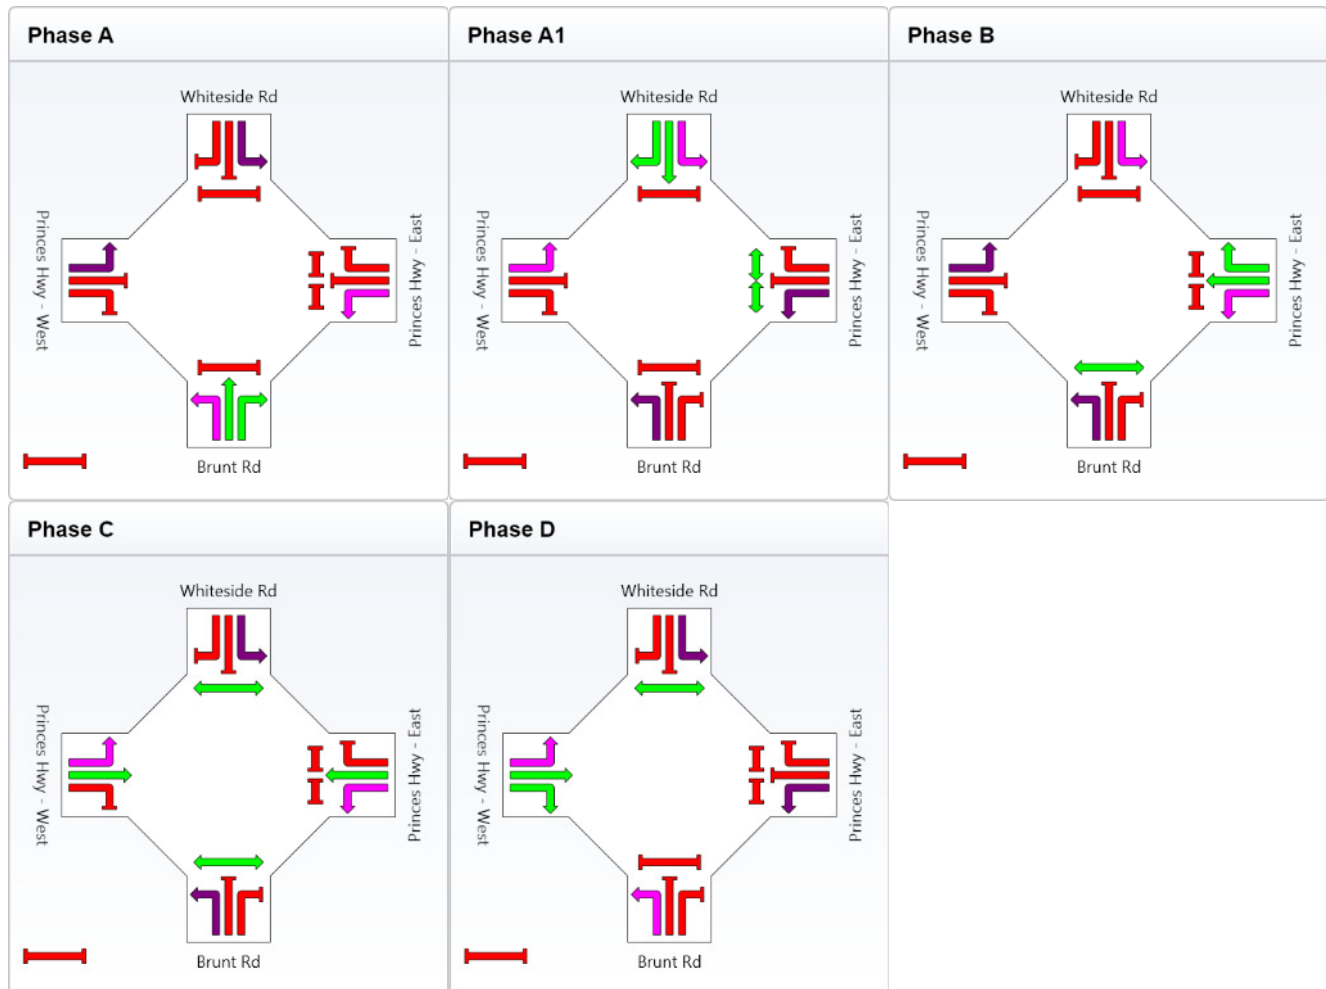 Phase A
Whiteside Rd
Princes Hwy - West
Princes Hwy - East
Brunt Rd
Phase A1
Whiteside Rd
Princes Hwy - West
Princes Hwy - East
Brunt Rd
Phase B
Whiteside Rd
Princes Hwy - West
Princes Hwy - East
Brunt Rd
Phase C
Whiteside Rd
Princes Hwy - West
Princes Hwy - East
Brunt Rd
Phase D
Whiteside Rd
Princes Hwy - West
Princes Hwy - East
Brunt Rd